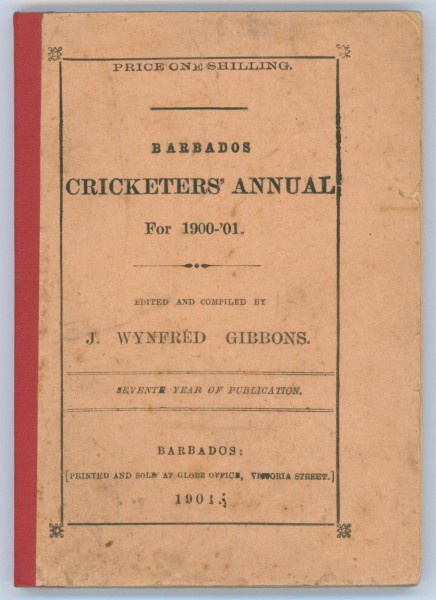 PRICE ONE SHILLING.
BARBADOS
CRICKETERS' ANNUAL
For 1900-'01.
EDITED AND COMPILED BY
J. WYNFRED GIBBONS.
SEVENTH YEAR OF PUBLICATION.
BARBADOS:
[PRINTED AND SOLD AT GLOBE OFFICE, VICTORIA STREET.]
1901.